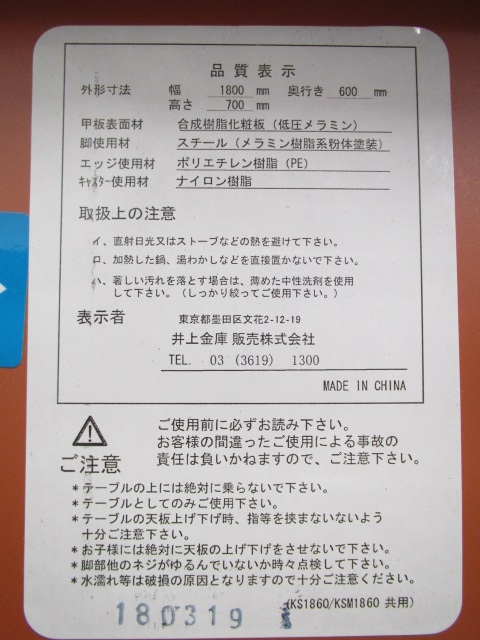 品質表示
外形寸法 幅 1800 mm 奥行き 600 mm
高さ 700 mm
甲板表面材 合成樹脂化粧板（低圧メラミン）
脚使用材 スチール（メラミン樹脂系粉体塗装）
エッジ使用材 ポリエチレン樹脂（PE）
ｷｬｽﾀｰ使用材 ナイロン樹脂
取扱上の注意
イ、直射日光又はストーブなどの熱を避けて下さい。
ロ、加熱した鍋、湯わかしなどを直接置かないで下さい。
ハ、著しい汚れを落とす場合は、薄めた中性洗剤を使用
して下さい。（しっかり絞ってご使用下さい。）
表示者 東京都墨田区文花2-12-19
井上金庫 販売株式会社
TEL. 03 (3619) 1300
MADE IN CHINA
ご注意
ご使用前に必ずお読み下さい。
お客様の間違ったご使用による事故の
責任は負いかねますので、ご注意下さい。
＊テーブルの上には絶対に乗らないで下さい。
＊テーブルとしてのみご使用下さい。
＊テーブルの天板上げ下げ時、指等を挟まないないよう
十分ご注意下さい。
＊お子様には絶対に天板の上げ下げをさせないで下さい。
＊脚部他のネジがゆるんでいないか時々点検して下さい。
＊水濡れ等は破損の原因となりますので十分ご注意ください。
(KS1860/KSM1860 共用)
180319